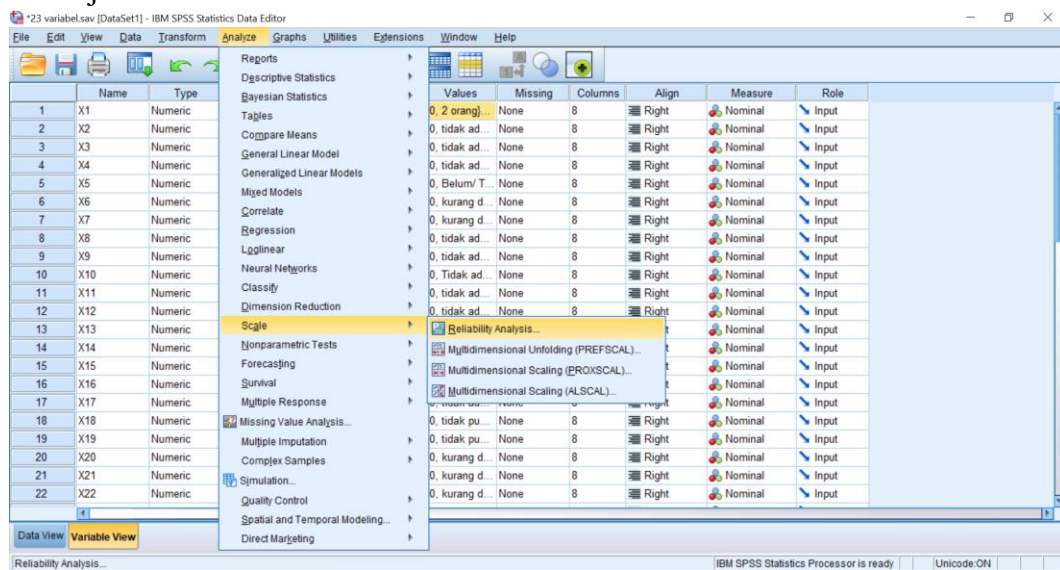 *23 variabel.sav [DataSet1] - IBM SPSS Statistics Data Editor
File Edit View Data Transform Analyze Graphs Utilities Extensions Window Help
Reports
Descriptive Statistics
Bayesian Statistics
Tables
Compare Means
General Linear Model
Generalized Linear Models
Mixed Models
Correlate
Regression
Loglinear
Neural Networks
Classify
Dimension Reduction
Scale
Nonparametric Tests
Forecasting
Survival
Multiple Response
Missing Value Analysis...
Multiple Imputation
Complex Samples
Simulation...
Quality Control
Spatial and Temporal Modeling...
Direct Marketing
Reliability Analysis...
Multidimensional Unfolding (PREFSCAL)...
Multidimensional Scaling (PROXSCAL)...
Multidimensional Scaling (ALSCAL)...
Name Type Values Missing Columns Align Measure Role
1 X1 Numeric 0, 2 orang}... None 8 Right Nominal Input
2 X2 Numeric 0, tidak ad... None 8 Right Nominal Input
3 X3 Numeric 0, tidak ad... None 8 Right Nominal Input
4 X4 Numeric 0, tidak ad... None 8 Right Nominal Input
5 X5 Numeric 0, Belum/ T... None 8 Right Nominal Input
6 X6 Numeric 0, kurang d... None 8 Right Nominal Input
7 X7 Numeric 0, kurang d... None 8 Right Nominal Input
8 X8 Numeric 0, tidak ad... None 8 Right Nominal Input
9 X9 Numeric 0, tidak ad... None 8 Right Nominal Input
10 X10 Numeric 0, Tidak ad... None 8 Right Nominal Input
11 X11 Numeric 0, tidak ad... None 8 Right Nominal Input
12 X12 Numeric 0, tidak ad... None 8 Right Nominal Input
13 X13 Numeric Nominal Input
14 X14 Numeric Nominal Input
15 X15 Numeric Nominal Input
16 X16 Numeric Nominal Input
17 X17 Numeric Nominal Input
18 X18 Numeric 0, tidak pu... None 8 Right Nominal Input
19 X19 Numeric 0, tidak pu... None 8 Right Nominal Input
20 X20 Numeric 0, kurang d... None 8 Right Nominal Input
21 X21 Numeric 0, kurang d... None 8 Right Nominal Input
22 X22 Numeric 0, kurang d... None 8 Right Nominal Input
Data View Variable View
Reliability Analysis... IBM SPSS Statistics Processor is ready Unicode:ON